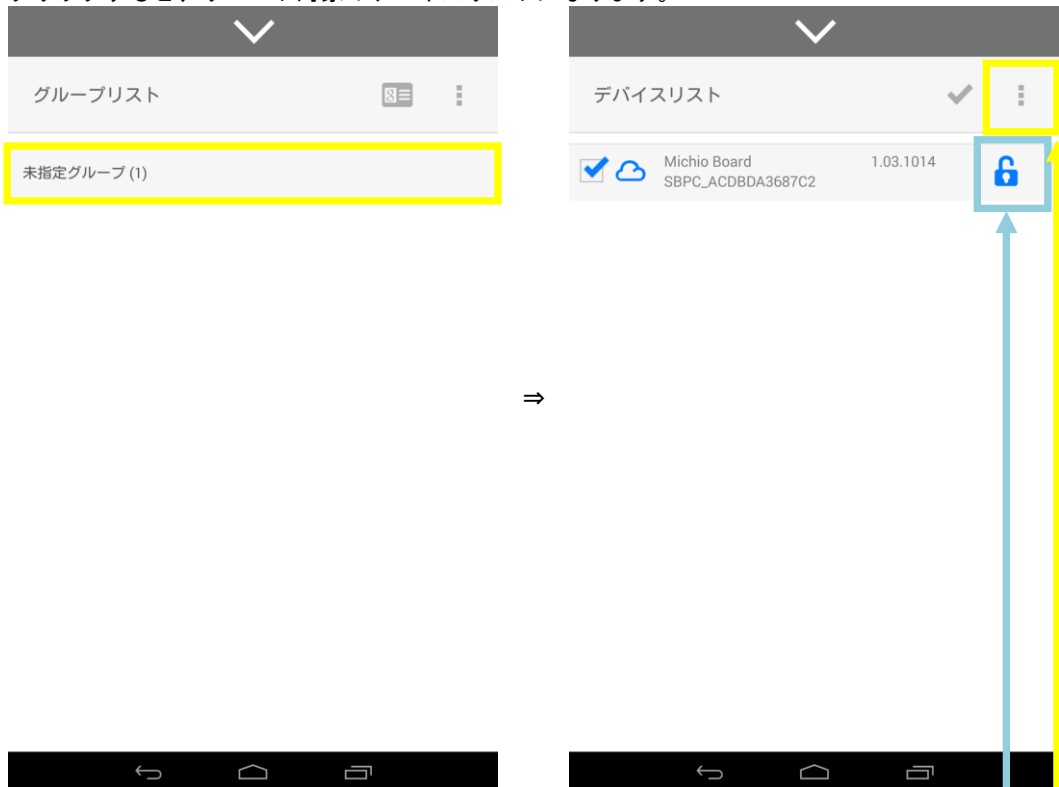 グループリスト
未指定グループ (1)
⇒
デバイスリスト
Michio Board
1.03.1014
SBPC_ACDBDA3687C2